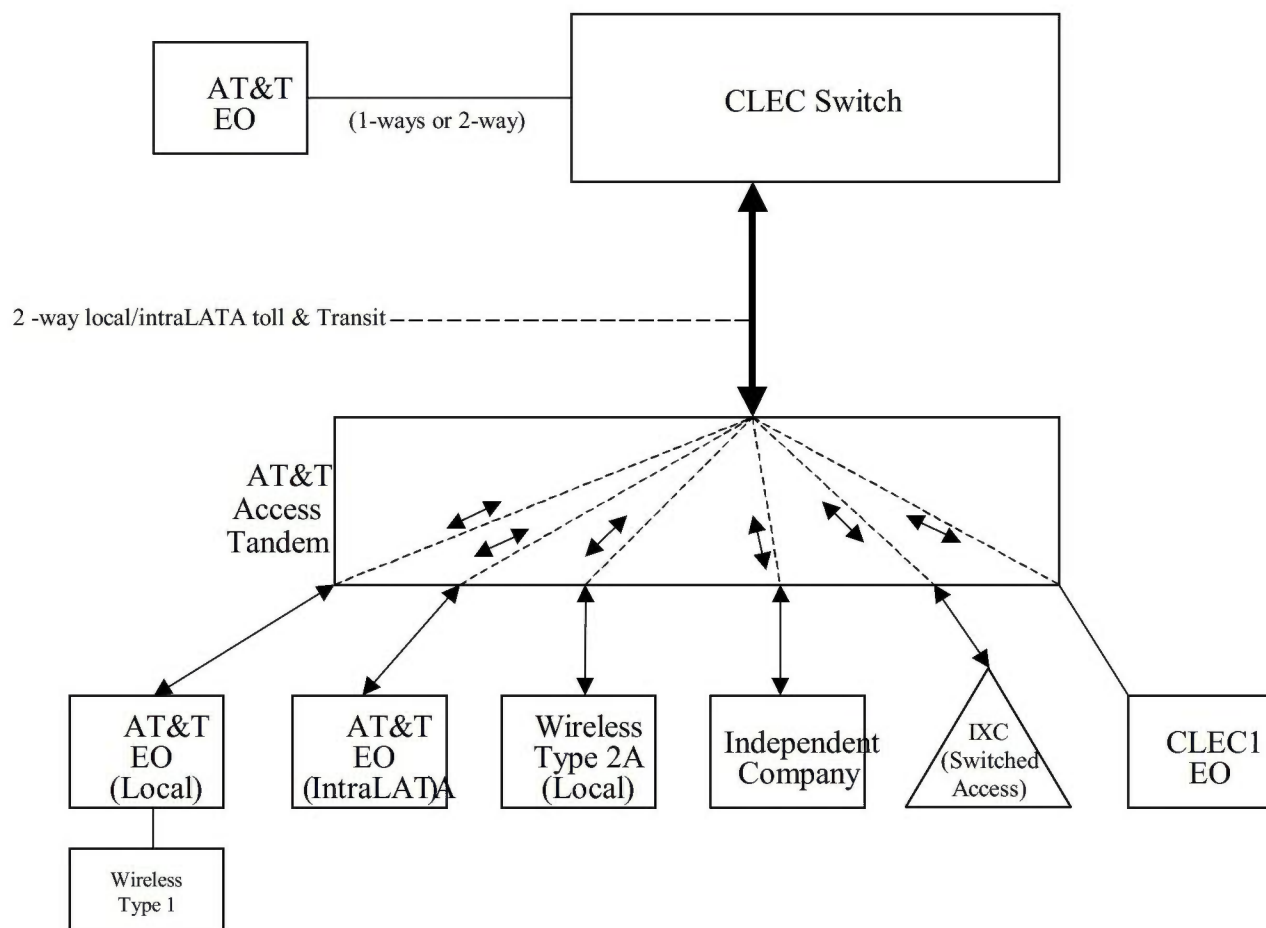 AT&T
EO
CLEC Switch
(1-ways or 2-way)
2 -way local/intraLATA toll & Transit
AT&T
Access
Tandem
AT&T
EO
(Local)
AT&T
EO
(IntraLAT)A
Wireless
Type 2A
(Local)
Independent
Company
IXC
(Switched
Access)
CLEC1
EO
Wireless
Type 1